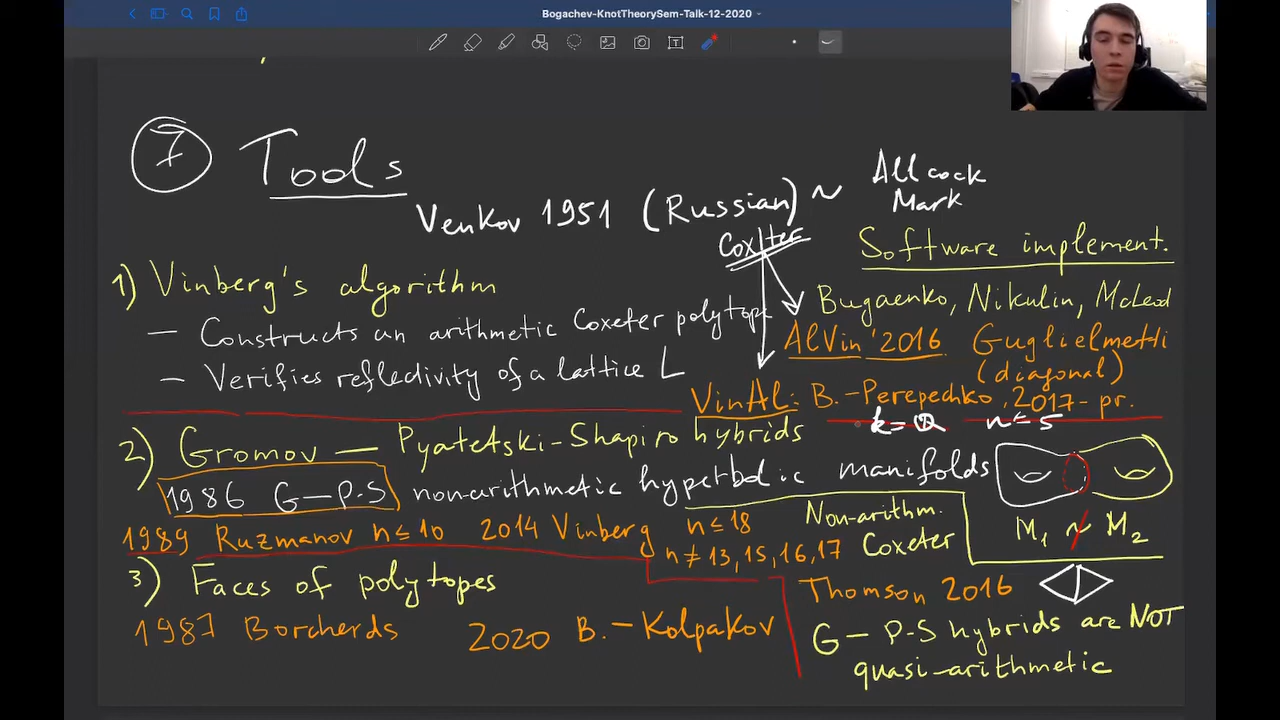 Bogachev-KnotTheorySem-Talk-12-2020
7 Tools
Venkov 1951 (Russian) ~ Allcock
Mark
CoxIter
Software implement.
1) Vinberg's algorithm
Bugaenko, Nikulin, McLeod
— Constructs an arithmetic Coxeter polytope
AlVin'2016 Guglielmetti
(diagonal)
— Verifies reflectivity of a lattice L
VinAl: B.-Perepechko, 2017-pr.
k=Q n≤5
2) Gromov — Pyatetski-Shapiro hybrids
1986 G-P.S non-arithmetic hyperbolic manifolds
1989 Ruzmanov n≤10 2014 Vinberg n≤18
n≠13,15,16,17
Non-arithm.
Coxeter
M1 ≁ M2
3) Faces of polytopes
1987 Borcherds 2020 B.-Kolpakov
Thomson 2016
G-P-S hybrids are NOT
quasi-arithmetic